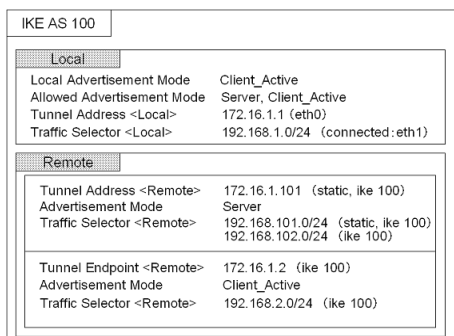 IKE AS 100
Local
Local Advertisement Mode Client_Active
Allowed Advertisement Mode Server, Client_Active
Tunnel Address <Local> 172.16.1.1 (eth0)
Traffic Selector <Local> 192.168.1.0/24 (connected:eth1)
Remote
Tunnel Address <Remote> 172.16.1.101 (static, ike 100)
Advertisement Mode Server
Traffic Selector <Remote> 192.168.101.0/24 (static, ike 100)
192.168.102.0/24 (ike 100)
Tunnel Endpoint <Remote> 172.16.1.2 (ike 100)
Advertisement Mode Client_Active
Traffic Selector <Remote> 192.168.2.0/24 (ike 100)